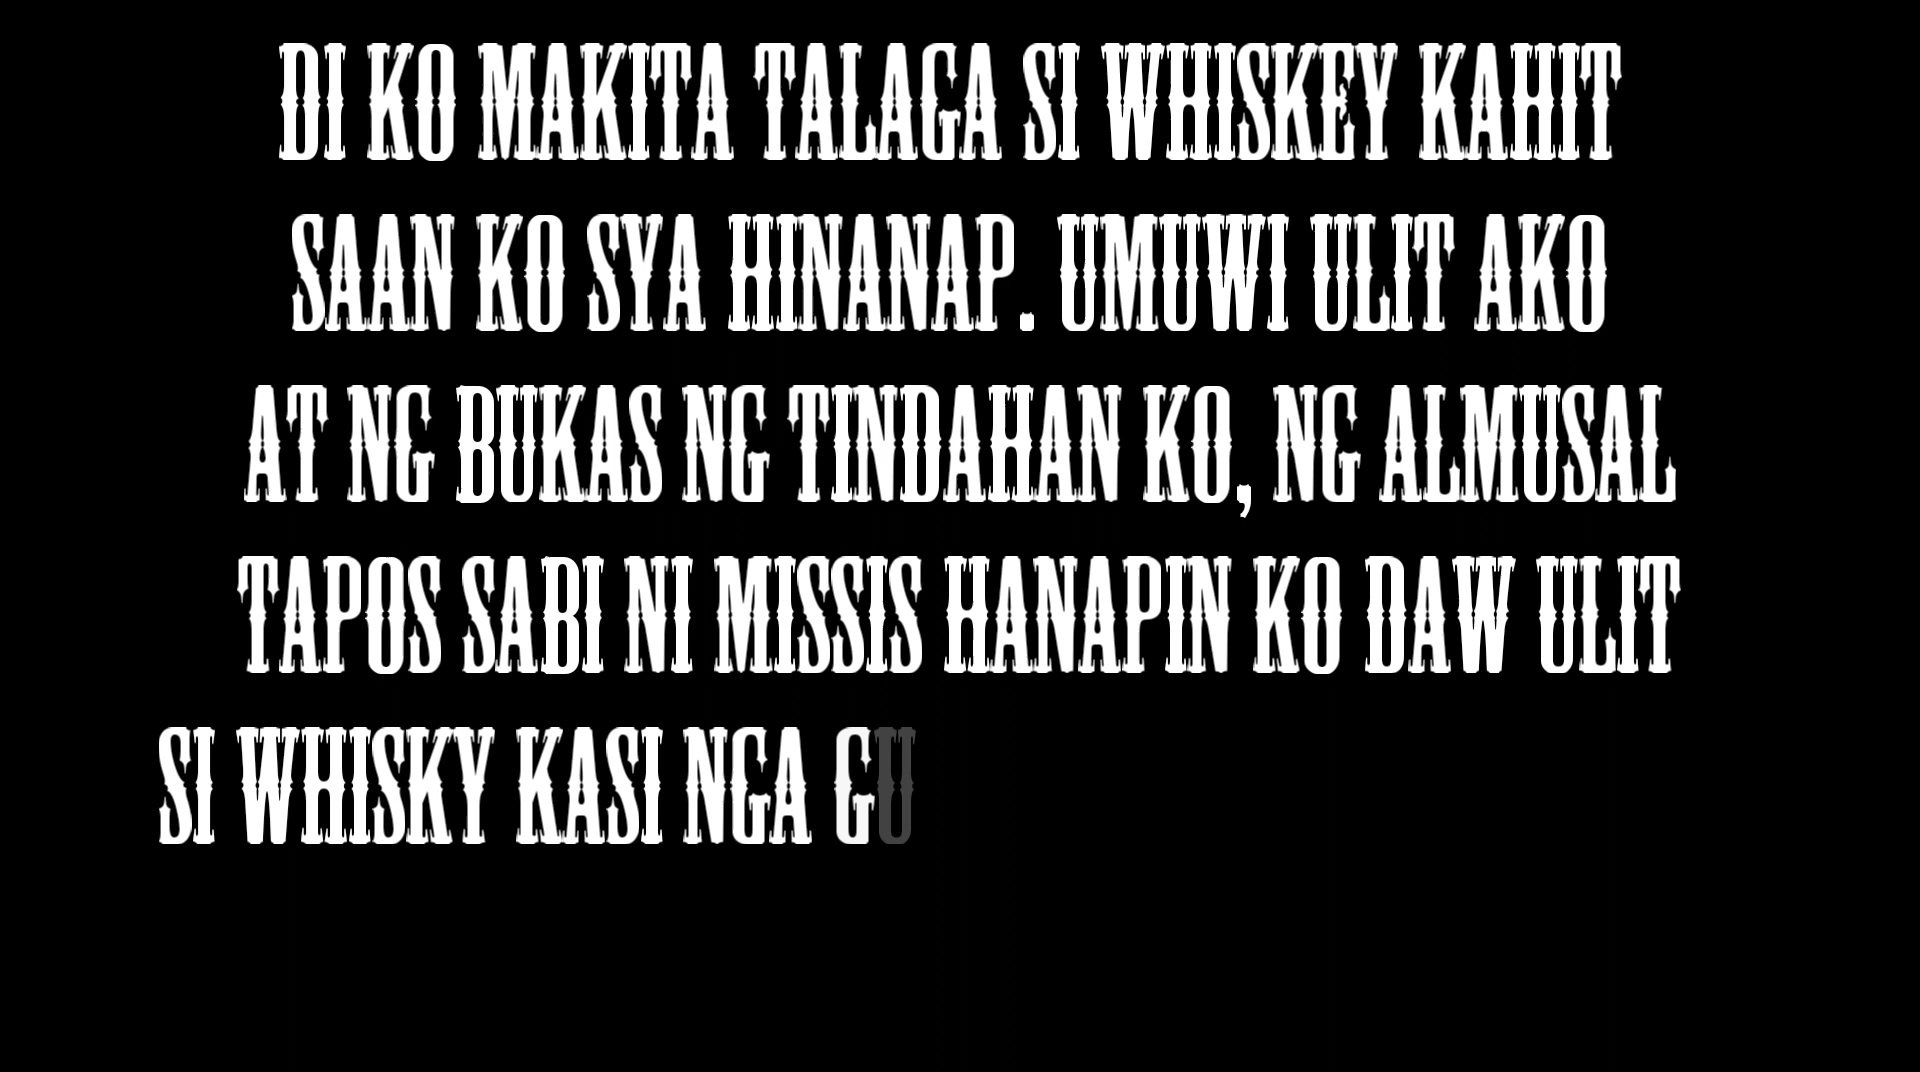 DI KO MAKITA TALAGA SI WHISKEY KAHIT
SAAN KO SYA HINANAP. UMUWI ULIT AKO
AT NG BUKAS NG TINDAHAN KO, NG ALMUSAL
TAPOS SABI NI MISSIS HANAPIN KO DAW ULIT
SI WHISKY KASI NGA GU